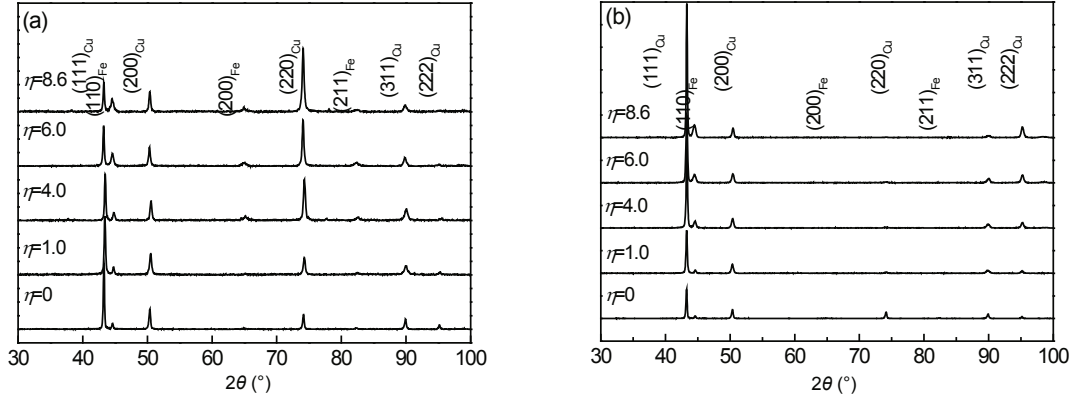 (a)
(111)Cu
(110)Fe
(200)Cu
(200)Fe
(220)Cu
(211)Fe
(311)Cu
(222)Cu
η=8.6
η=6.0
η=4.0
η=1.0
η=0
30 40 50 60 70 80 90 100
2θ (°)
(b)
(111)Cu
(110)Fe
(200)Cu
(200)Fe
(220)Cu
(211)Fe
(311)Cu
(222)Cu
η=8.6
η=6.0
η=4.0
η=1.0
η=0
30 40 50 60 70 80 90 100
2θ (°)